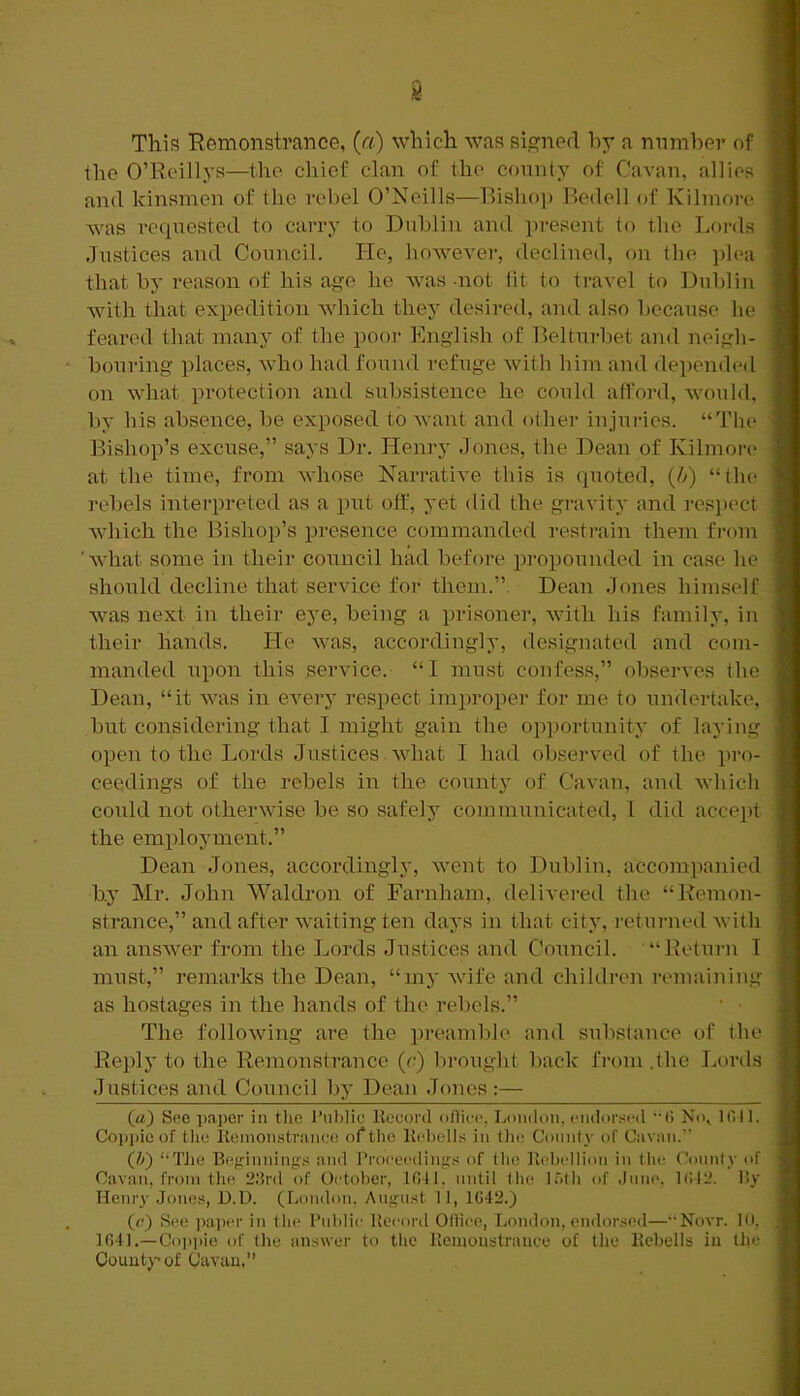 2
This Remonstrance, (a) which was signed by a number of
the O'Reillys—the chief clan of the county of Cavan, allies
and kinsmen of the rebel O'Neills—Bishop Bedell of Kilmore
was requested to carry to Dublin and present to the Lords
Justices and Council. He, however, declined, on the plea
that by reason of his age he was not fit to travel to Dublin
with that expedition which they desired, and also because he
feared that many of the poor English of Belturbet and neigh-
bouring places, who had found refuge with him and depended
on what protection and subsistence he could afford, would,
by his absence, be exposed to want and other injuries. “The
Bishop's excuse,” says Dr. Henry Jones, the Dean of Kilmore
at the time, from whose Narrative this is quoted, (b) “the
rebels interpreted as a put off, yet did the gravity and respect
which the Bishop's presence commanded restrain them from
what some in their council had before propounded in case he
should decline that service for them.” Dean Jones himself
was next in their eye, being a prisoner, with his family, in
their hands. He was, accordingly, designated and com-
manded upon this service. “I must confess,” observes the
Dean, “it was in every respect improper for me to undertake,
but considering that I might gain the opportunity of laying
open to the Lords Justices what I had observed of the pro-
ceedings of the rebels in the county of Cavan, and which
could not otherwise be so safely communicated, I did accept
the employment.”
Dean Jones, accordingly, went to Dublin, accompanied
by Mr. John Waldron of Farnham, delivered the “Remon-
strance,” and after waiting ten days in that city, returned with
an answer from the Lords Justices and Council. “Return I
must,” remarks the Dean, “my wife and children remaining
as hostages in the hands of the rebels.”
The following are the preamble and substance of the
Reply to the Remonstrance (c) brought back from the Lords
Justices and Council by Dean Jones :—
(a) See paper in the Public Record office, London, endorsed “6 No, 1641.
Coppie of the Remonstrance of the Rebells in the County of Cavan.”
(b) “The Beginnings and Proceedings of the Rebellion in the County of
Cavan, from the 23rd of October, 1641, until the 15th of June, 1642. By
Henry Jones, D.D. (London, August 11, 1642.)
(c) See paper in the Public Record Office, London, endorsed—“Novr. 10,
1641.—Coppie of the answer to the Remonstrance of the Rebells in the
County of Cavan.”